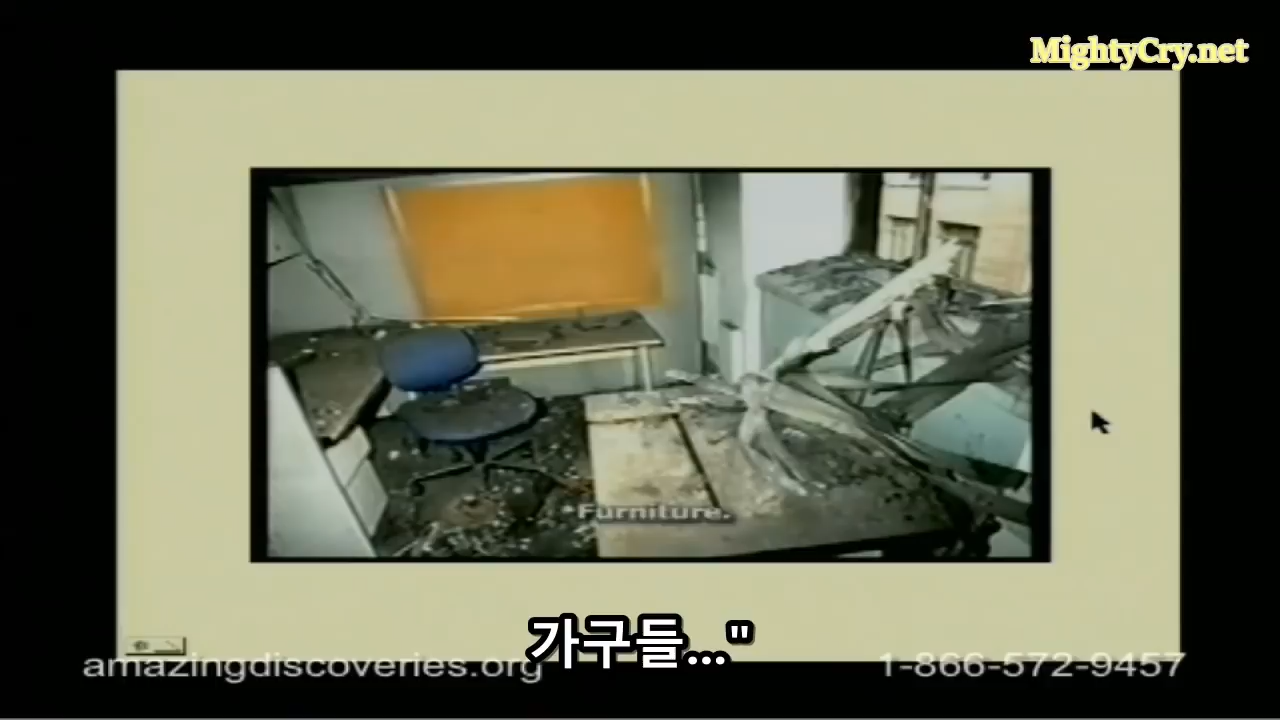 MightyCry.net
"Furniture.
가구들..."
amazingdiscoveries.org
1-866-572-9457